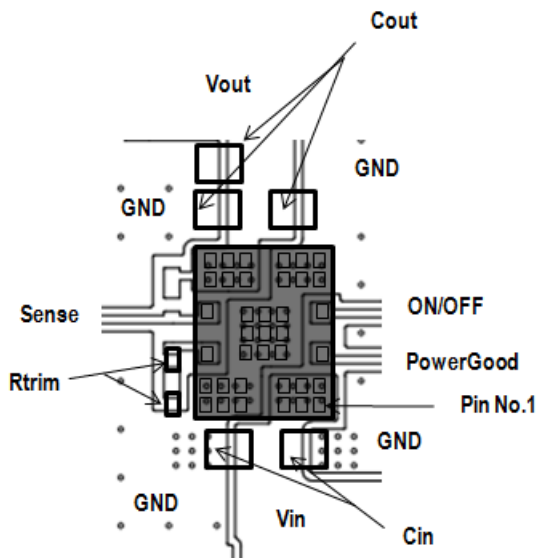 Cout
Vout
GND
GND
Sense
ON/OFF
PowerGood
Rtrim
Pin No.1
GND
GND
Vin
Cin